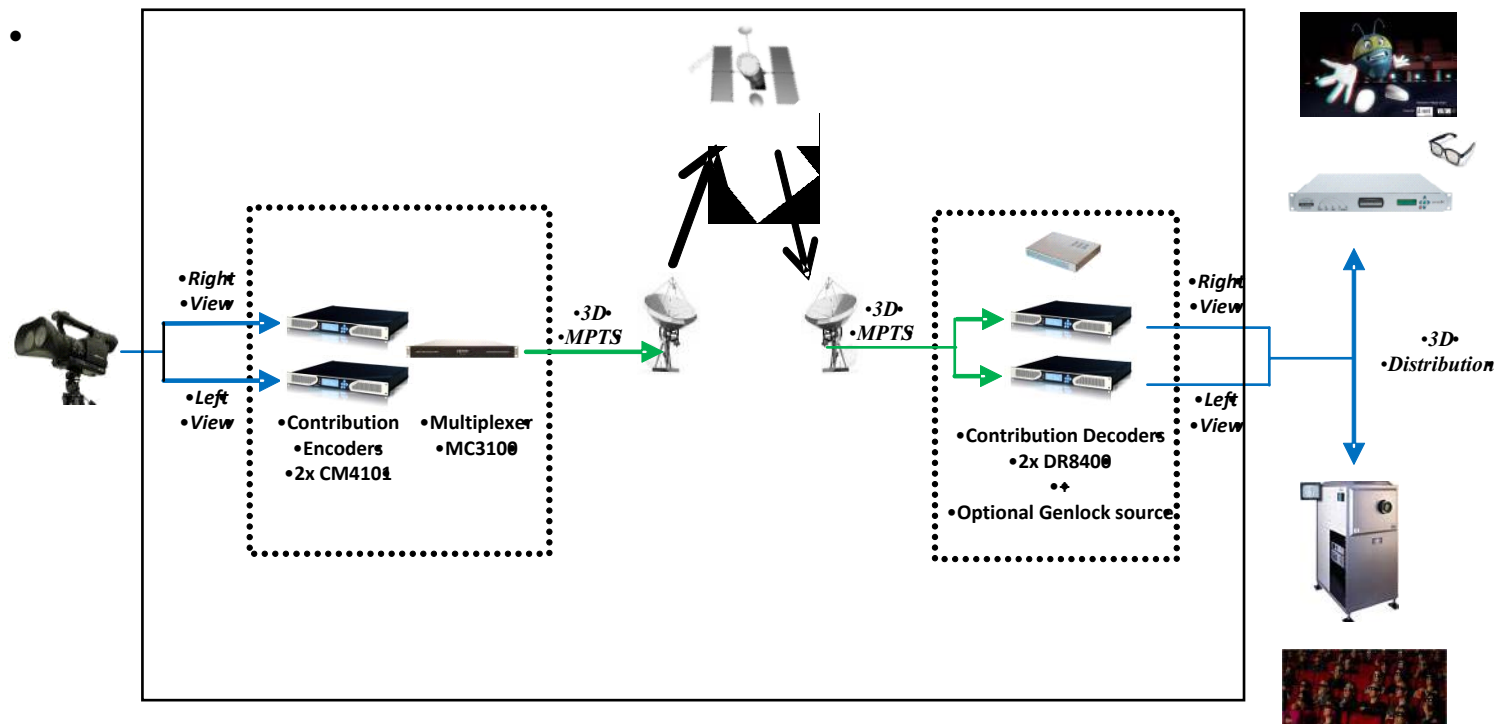 •
•Right•
•View•
•Left•
•View•
•Contribution
•Encoders•
•2x CM4101•
•Multiplexer•
•MC3100•
•3D•
•MPTS•
•3D•
•MPTS•
•Contribution Decoders•
•2x DR8400•
•+
•Optional Genlock source•
•Right•
•View•
•Left•
•View•
•3D•
•Distribution•